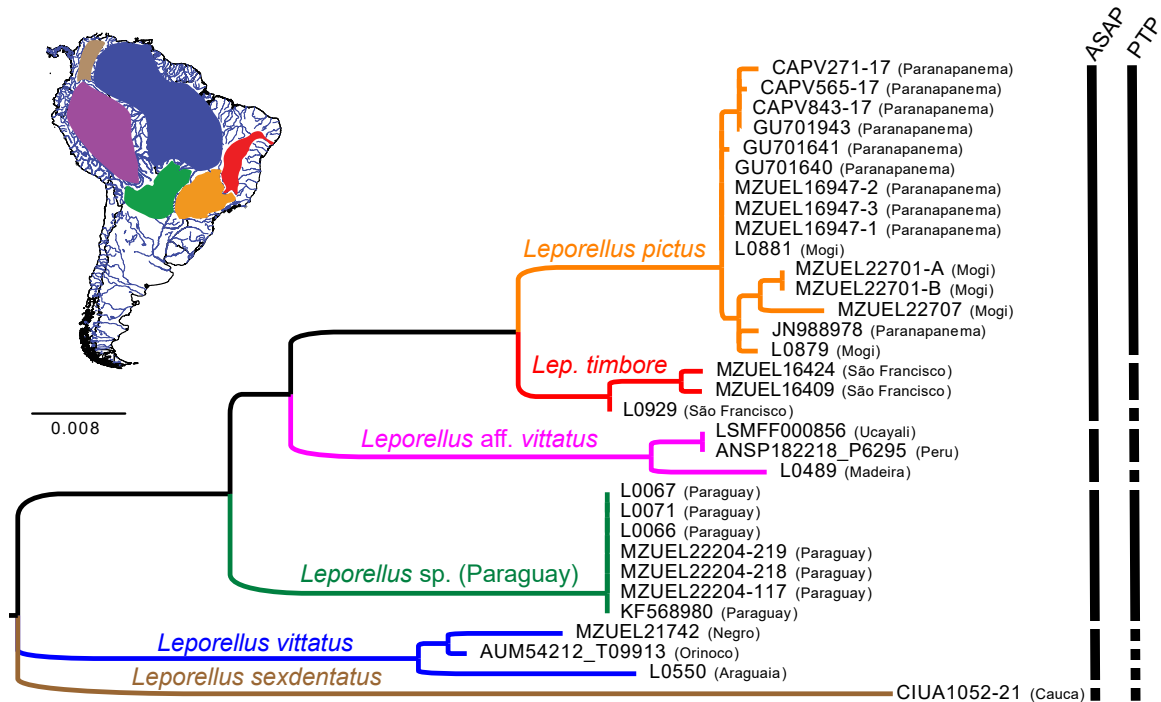 ASAP
PTP
CAPV271-17 (Paranapanema)
CAPV565-17 (Paranapanema)
CAPV843-17 (Paranapanema)
GU701943 (Paranapanema)
GU701641 (Paranapanema)
GU701640 (Paranapanema)
MZUEL16947-2 (Paranapanema)
MZUEL16947-3 (Paranapanema)
MZUEL16947-1 (Paranapanema)
Leporellus pictus
L0881 (Mogi)
MZUEL22701-A (Mogi)
MZUEL22701-B (Mogi)
MZUEL22707 (Mogi)
JN988978 (Paranapanema)
L0879 (Mogi)
Lep. timbore
MZUEL16424 (São Francisco)
MZUEL16409 (São Francisco)
L0929 (São Francisco)
0.008
LSMFF000856 (Ucayali)
Leporellus aff. vittatus
ANSP182218_P6295 (Peru)
L0489 (Madeira)
L0067 (Paraguay)
L0071 (Paraguay)
L0066 (Paraguay)
MZUEL22204-219 (Paraguay)
Leporellus sp. (Paraguay)
MZUEL22204-218 (Paraguay)
MZUEL22204-117 (Paraguay)
KF568980 (Paraguay)
Leporellus vittatus
MZUEL21742 (Negro)
AUM54212_T09913 (Orinoco)
L0550 (Araguaia)
Leporellus sexdentatus
CIUA1052-21 (Cauca)